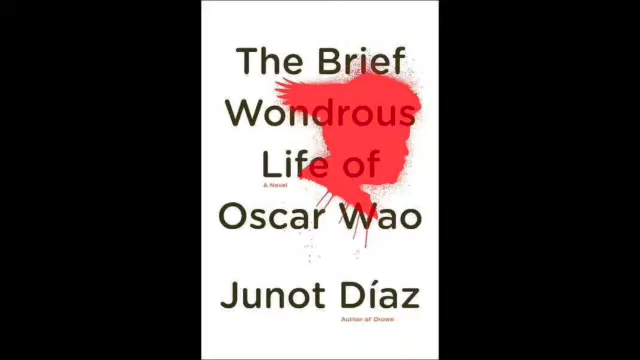 The Brief
Wondrous
Life of
A Novel
Oscar Wao
Junot Díaz
Author of Drown